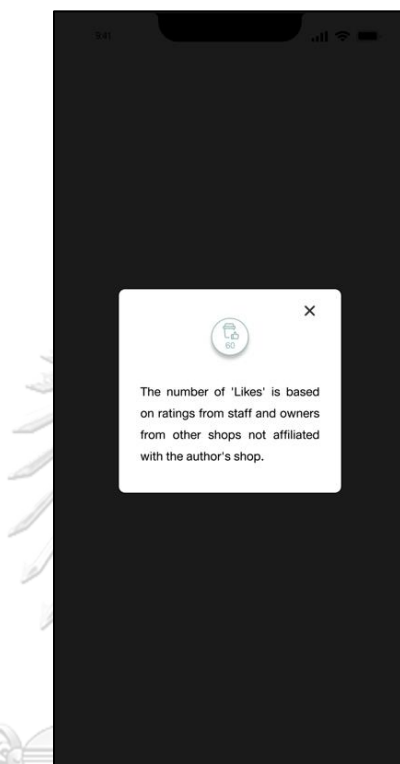 9:41
60
The number of 'Likes' is based
on ratings from staff and owners
from other shops not affiliated
with the author's shop.